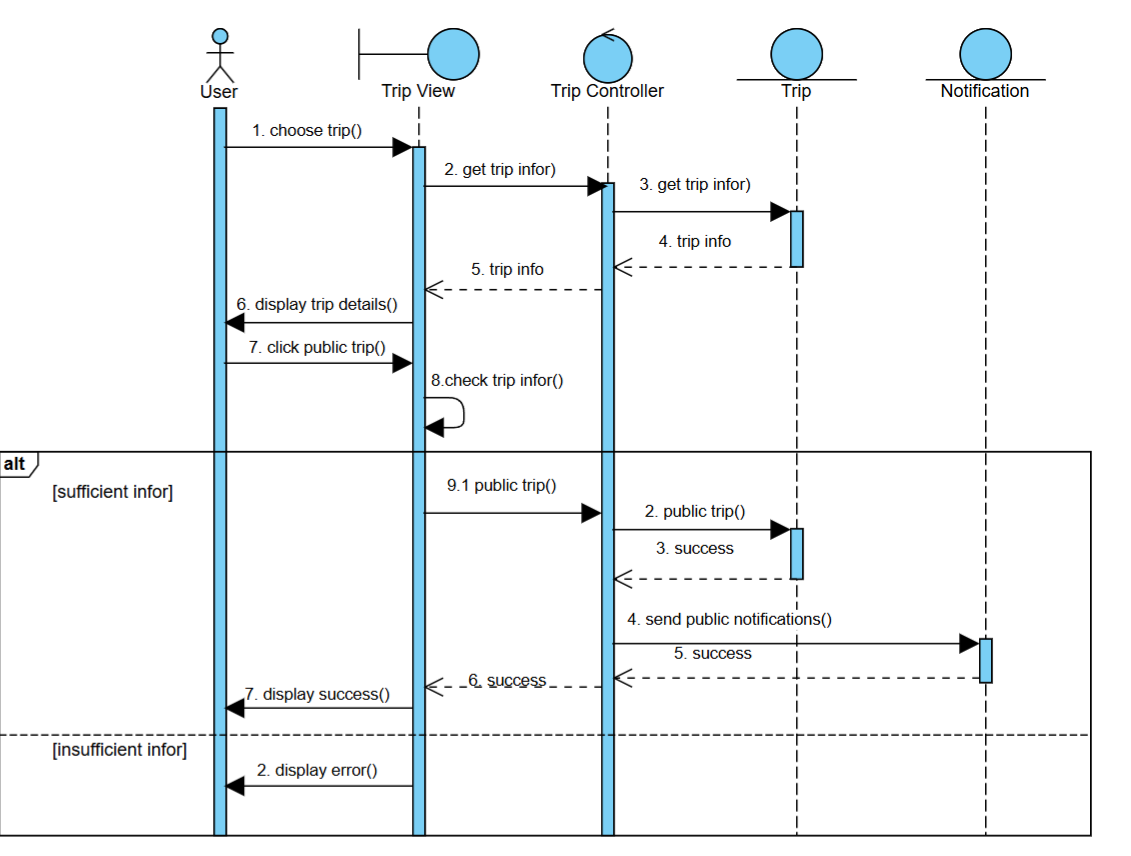 User
Trip View
Trip Controller
Trip
Notification
1. choose trip()
2. get trip infor)
3. get trip infor)
4. trip info
5. trip info
6. display trip details()
7. click public trip()
8.check trip infor()
alt
[sufficient infor]
9.1 public trip()
2. public trip()
3. success
4. send public notifications()
5. success
6. success
7. display success()
[insufficient infor]
2. display error()